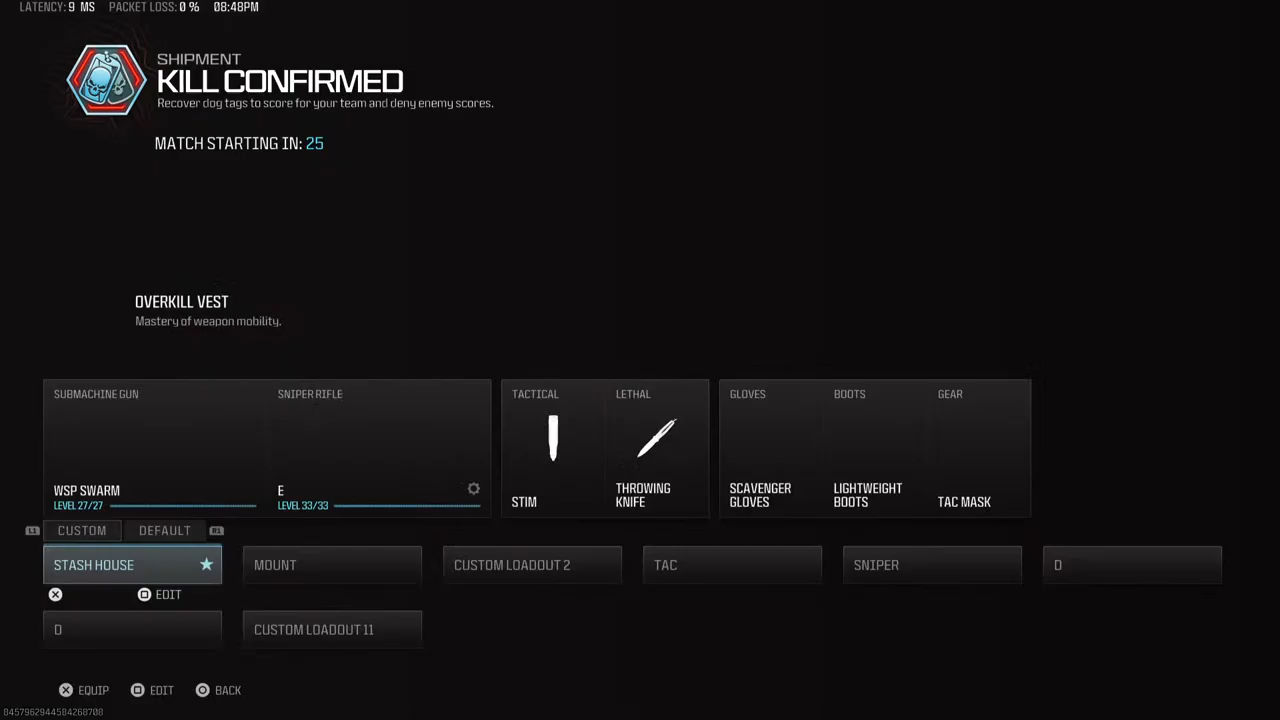 LATENCY: 9 MS PACKET LOSS: 0 % 08:48PM
SHIPMENT
KILL CONFIRMED
Recover dog tags to score for your team and deny enemy scores.
MATCH STARTING IN: 25
OVERKILL VEST
Mastery of weapon mobility.
SUBMACHINE GUN SNIPER RIFLE TACTICAL LETHAL GLOVES BOOTS GEAR
WSP SWARM
LEVEL 27/27
E
LEVEL 33/33
STIM
THROWING
KNIFE
SCAVENGER
GLOVES
LIGHTWEIGHT
BOOTS
TAC MASK
L1 CUSTOM DEFAULT R1
STASH HOUSE MOUNT CUSTOM LOADOUT 2 TAC SNIPER D
EDIT
D CUSTOM LOADOUT 11
EQUIP EDIT BACK
8457962944584268708